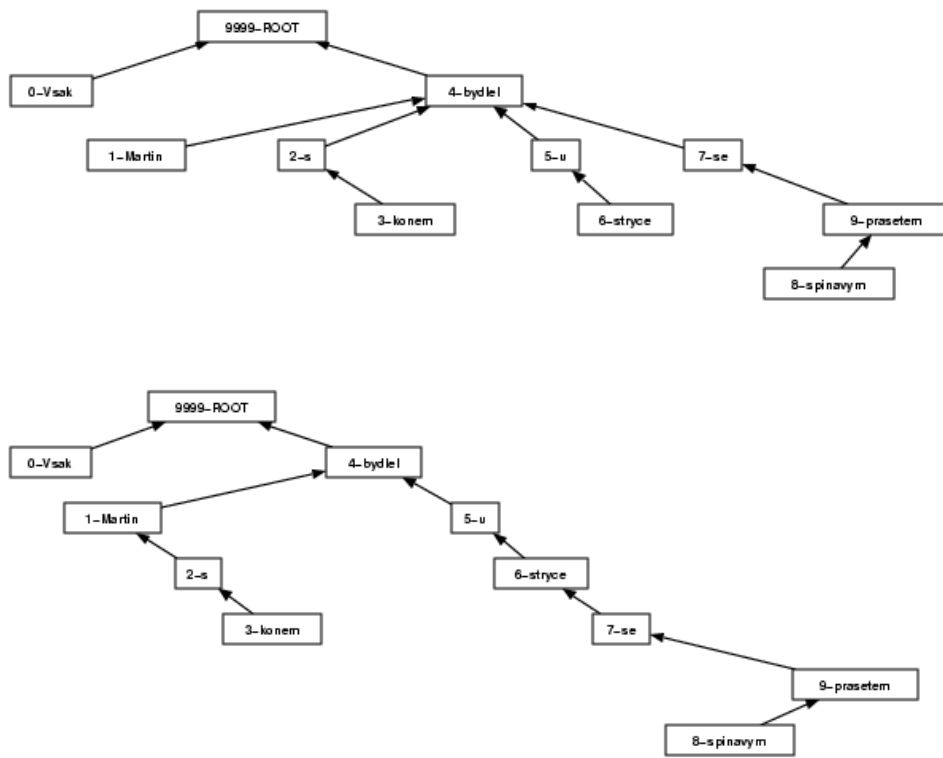 9999-ROOT
0-Vsak
4-bydlel
1-Martin
2-s
5-u
7-se
3-konem
6-stryce
9-prasetem
8-spinavym
9999-ROOT
0-Vsak
4-bydlel
1-Martin
5-u
2-s
6-stryce
3-konem
7-se
9-prasetem
8-spinavym